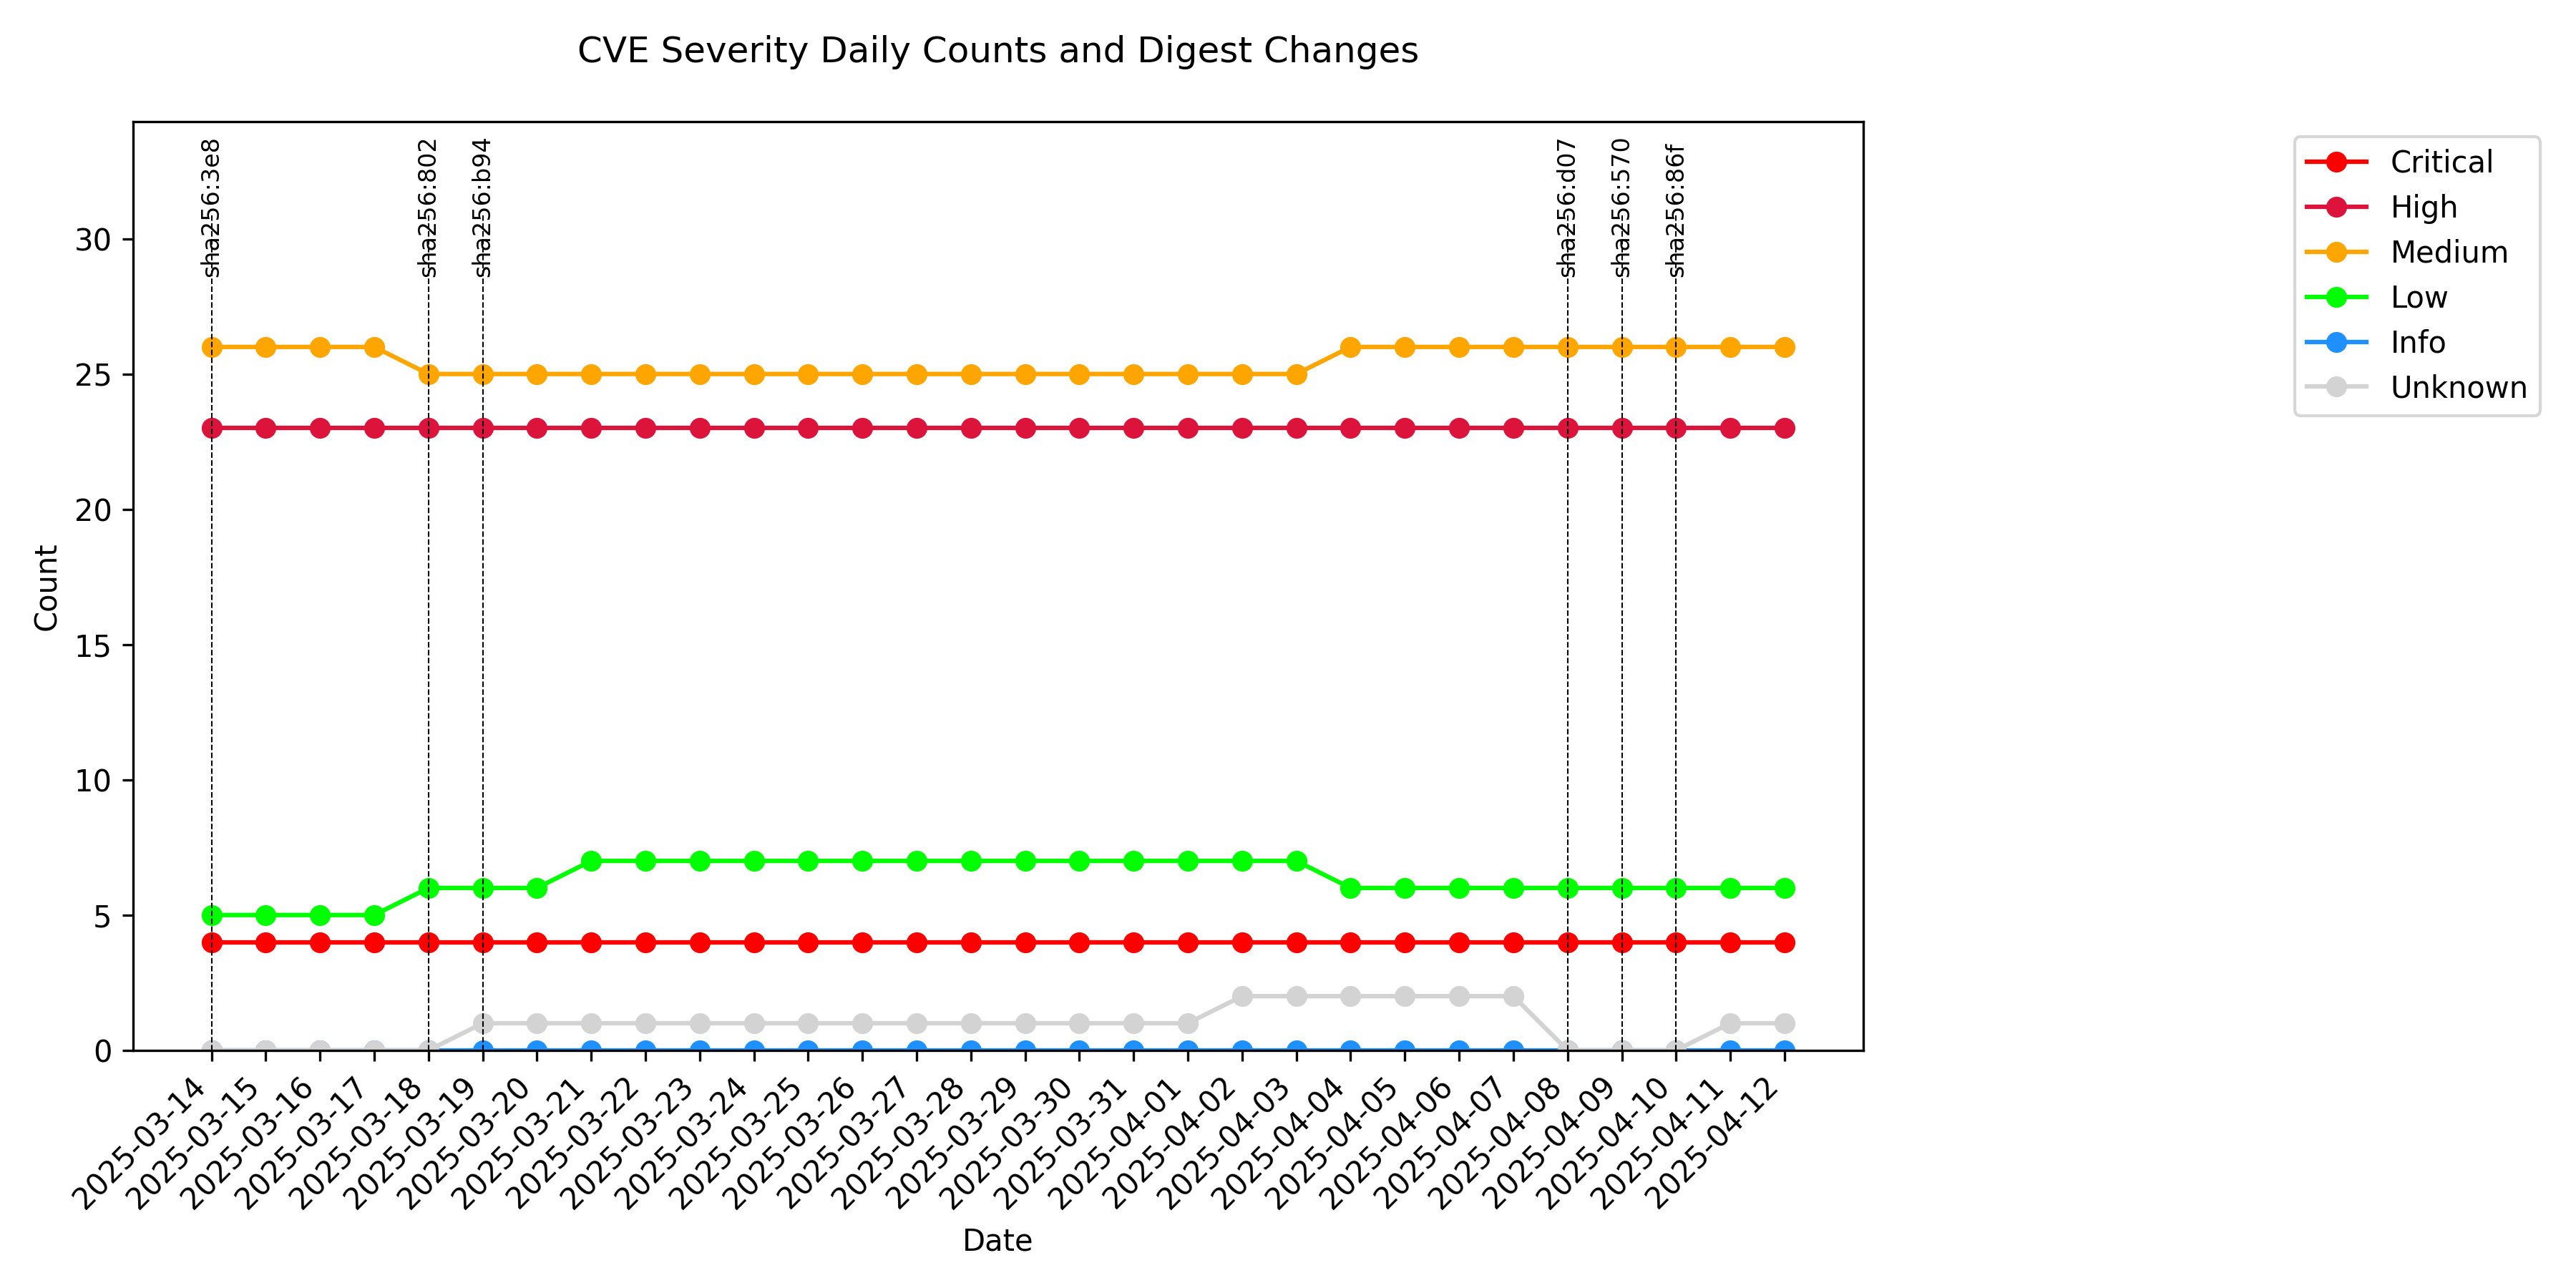 CVE Severity Daily Counts and Digest Changes
sha256:3e8
sha256:802
sha256:b94
sha256:d07
sha256:570
sha256:86f
Critical
High
Medium
Low
Info
Unknown
Count
30
25
20
15
10
5
0
2025-03-14
2025-03-15
2025-03-16
2025-03-17
2025-03-18
2025-03-19
2025-03-20
2025-03-21
2025-03-22
2025-03-23
2025-03-24
2025-03-25
2025-03-26
2025-03-27
2025-03-28
2025-03-29
2025-03-30
2025-03-31
2025-04-01
2025-04-02
2025-04-03
2025-04-04
2025-04-05
2025-04-06
2025-04-07
2025-04-08
2025-04-09
2025-04-10
2025-04-11
2025-04-12
Date